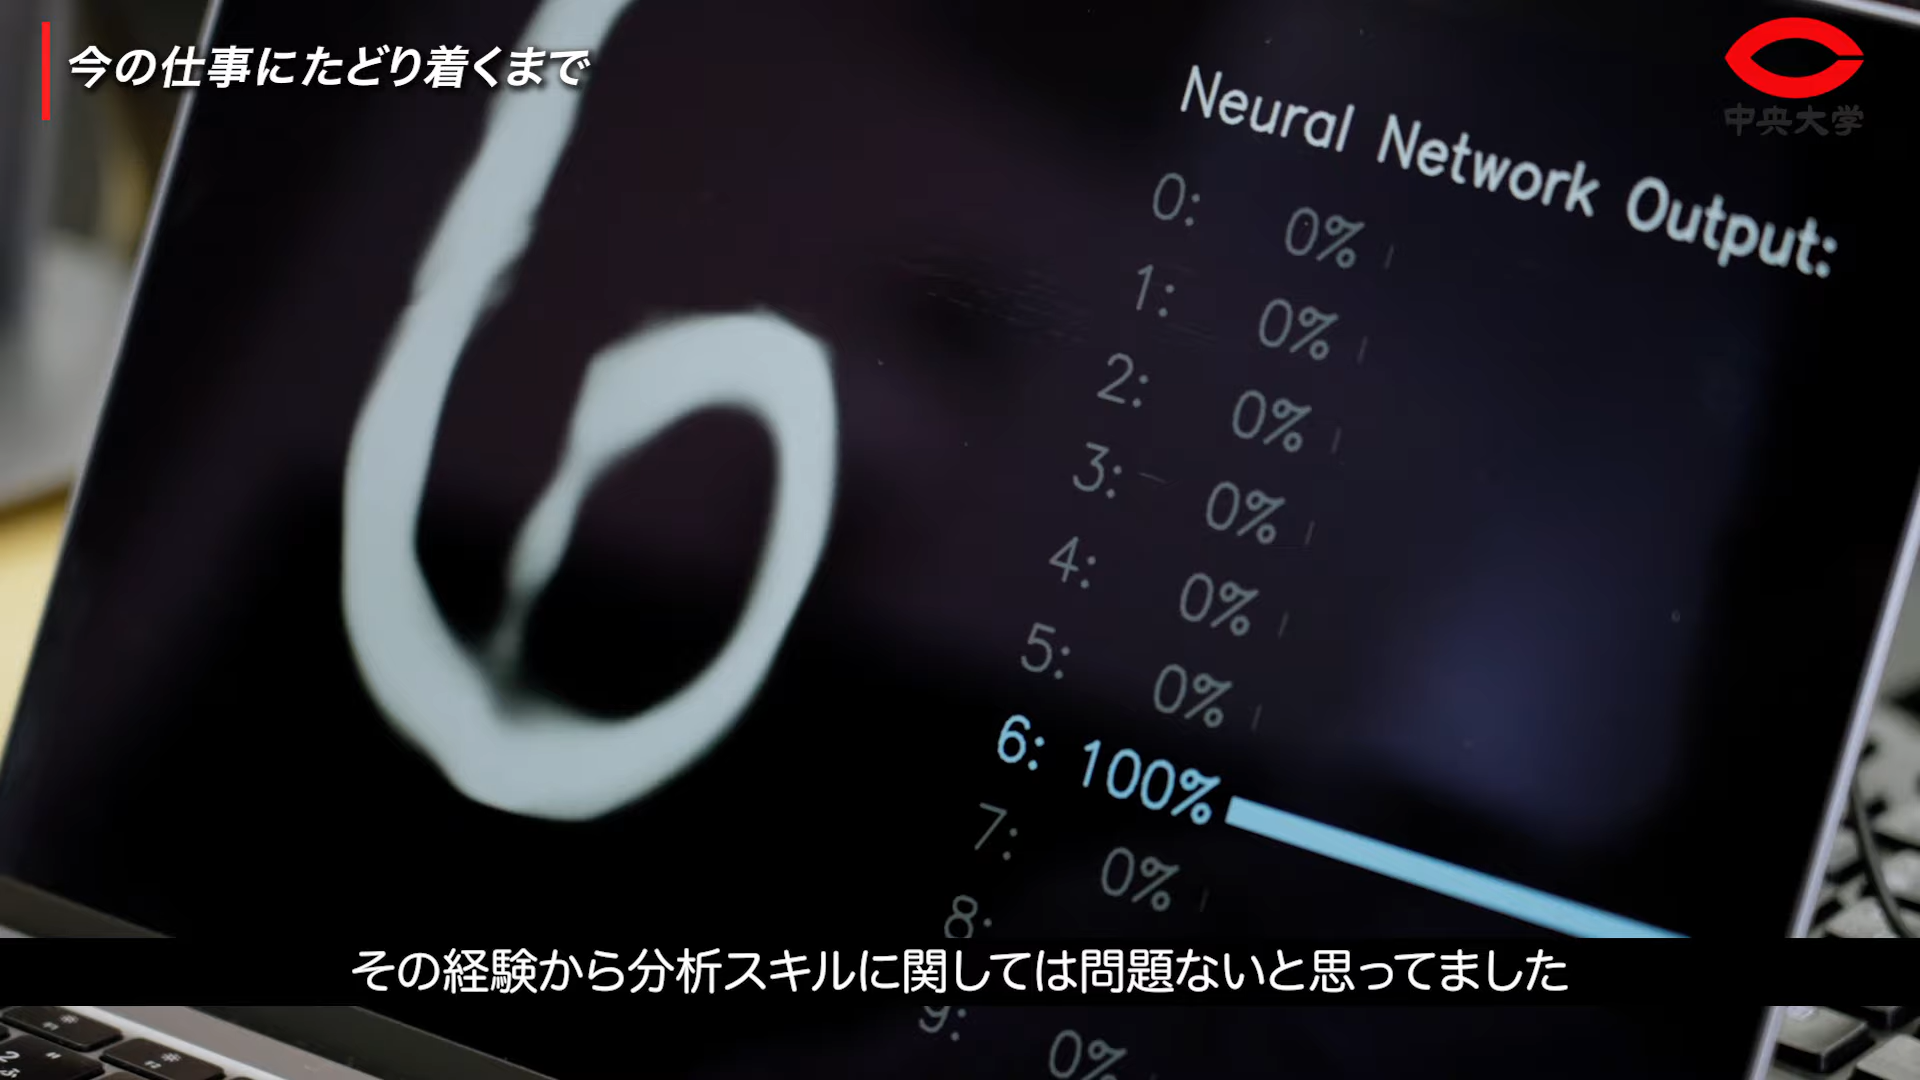 今の仕事にたどり着くまで
中央大学
Neural Network Output:
0: 0%
1: 0%
2: 0%
3: 0%
4: 0%
5: 0%
6: 100%
7: 0%
8:
その経験から分析スキルに関しては問題ないと思ってました
9: 0%
6